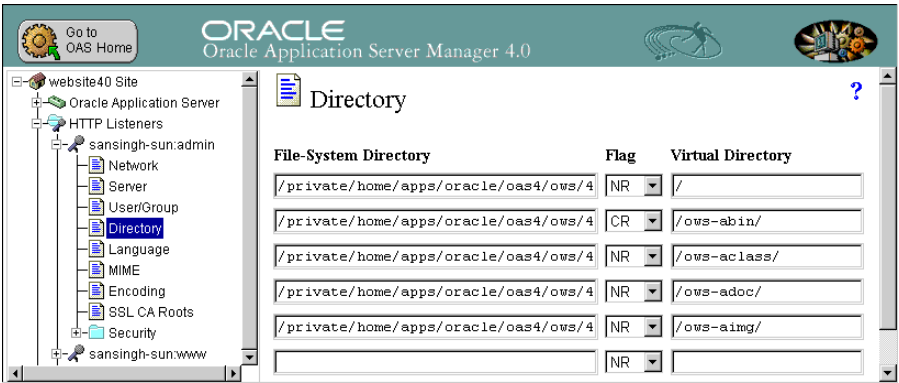 Go to
OAS Home
ORACLE
Oracle Application Server Manager 4.0
website40 Site
Oracle Application Server
HTTP Listeners
sansingh-sun:admin
Network
Server
User/Group
Directory
Language
MIME
Encoding
SSL CA Roots
Security
sansingh-sun:www
Directory
?
File-System Directory Flag Virtual Directory
/private/home/apps/oracle/oas4/ows/4 NR /
/private/home/apps/oracle/oas4/ows/4 CR /ows-abin/
/private/home/apps/oracle/oas4/ows/4 NR /ows-aclass/
/private/home/apps/oracle/oas4/ows/4 NR /ows-adoc/
/private/home/apps/oracle/oas4/ows/4 NR /ows-aimg/
NR